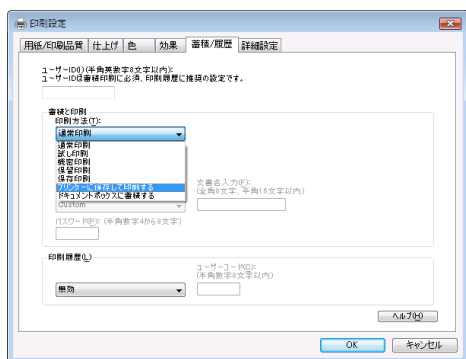 印刷設定
用紙/印刷品質 仕上げ 色 効果 蓄積/履歴 詳細設定
ユーザーID(I)(半角英数字8文字以内):
ユーザーIDは蓄積印刷に必須、印刷履歴に推奨の設定です。
蓄積と印刷
印刷方法(T):
通常印刷
通常印刷
試し印刷
機密印刷
保留印刷
保存印刷
プリンターに保存して印刷する
ドキュメントボックスに蓄積する
Custom
文書名入力(F):
(全角8文字、半角16文字以内)
パスワード(P): (半角数字4から8文字)
印刷履歴(L)
無効
ユーザーコード(O):
(半角数字8文字以内)
ヘルプ(H)
OK キャンセル